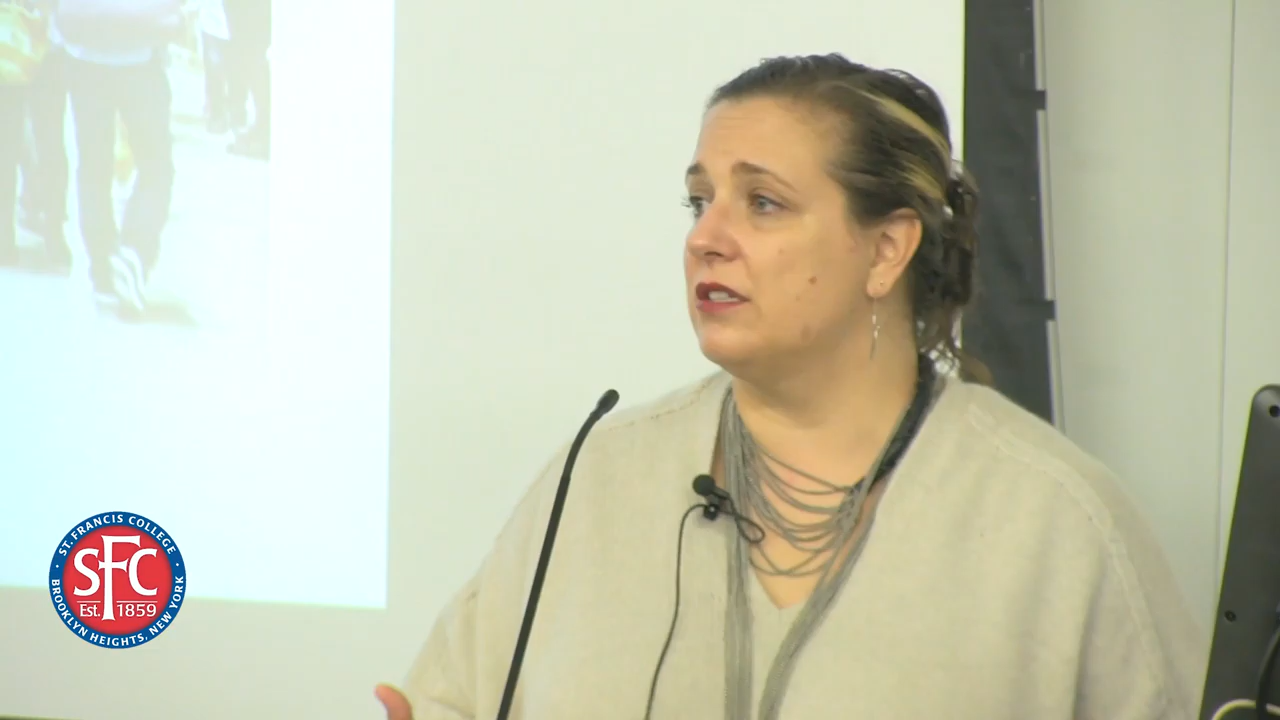 ST. FRANCIS COLLEGE
SFC
Est. 1859
BROOKLYN HEIGHTS, NEW YORK